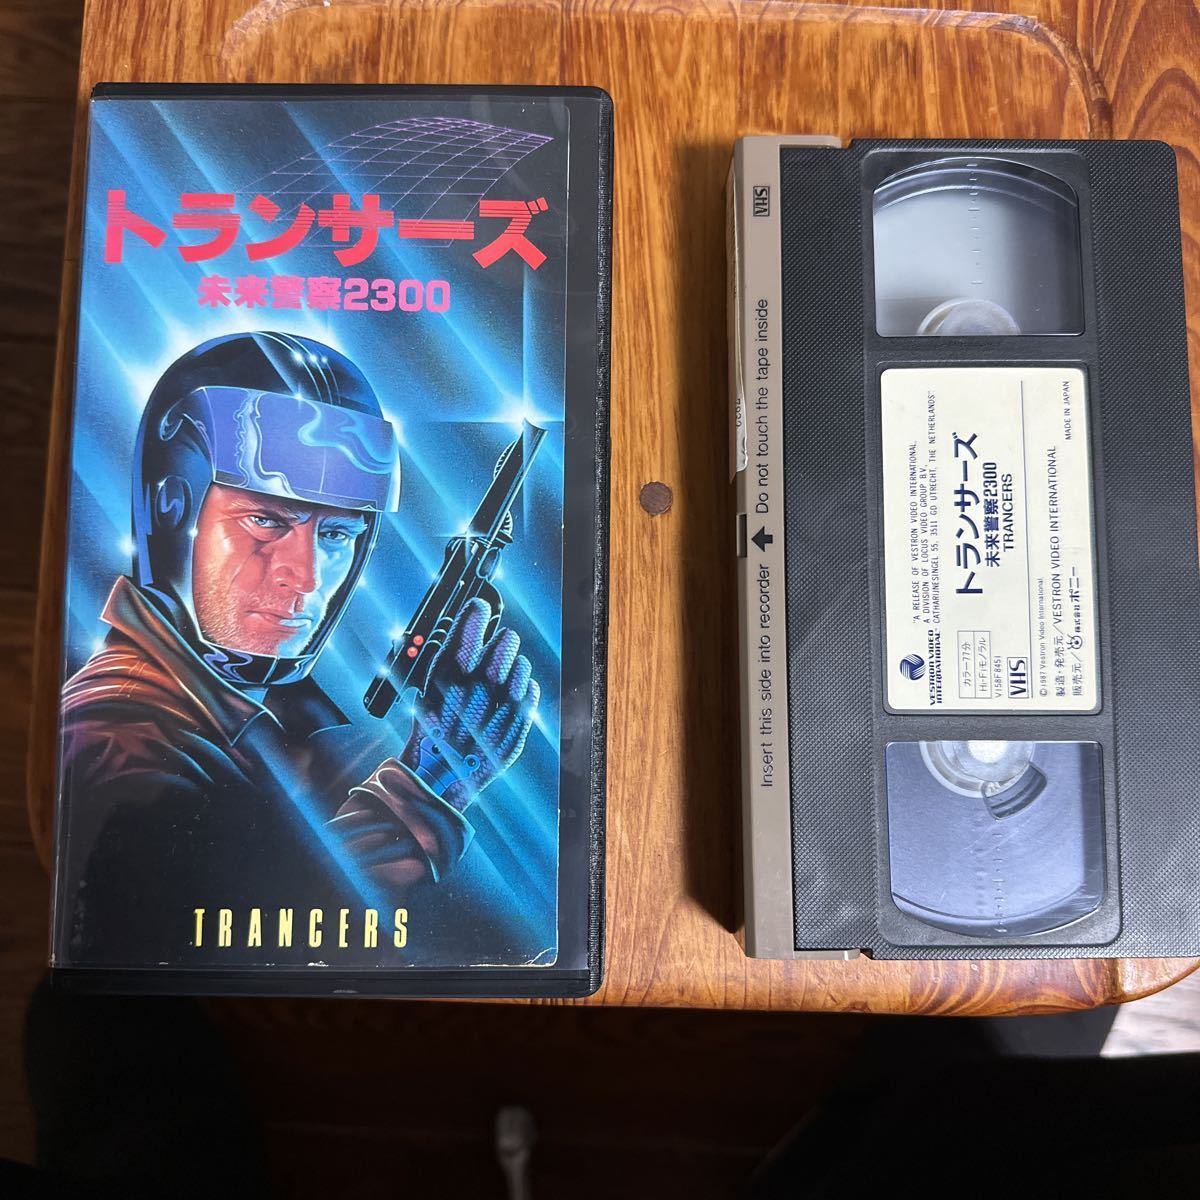 トランサーズ
未来警察2300
TRANCERS
VHS
Insert this side into recorder Do not touch the tape inside
"A RELEASE OF VESTRON VIDEO INTERNATIONAL,
A DIVISION OF LOCUS VIDEO GROUP B.V.
CATHARIJNESINGEL 55, 3511 GD UTRECHT, THE NETHERLANDS"
VESTRON VIDEO
INTERNATIONAL
トランサーズ
未来警察2300
TRANCERS
カラー77分
Hi-Fiモノラル
V158F8451
VHS
© 1987 Vestron Video International.
製造・発売元/VESTRON VIDEO INTERNATIONAL
販売元/株式会社 ポニー
MADE IN JAPAN